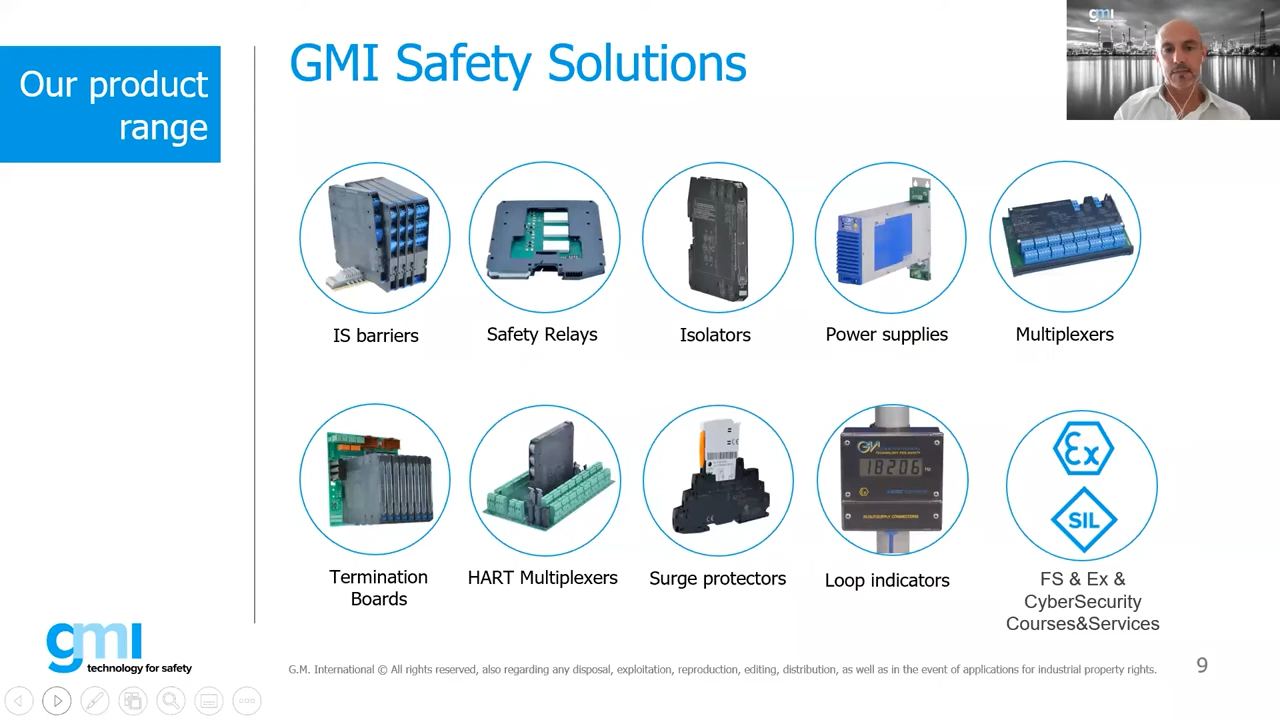 Our product
range
GMI Safety Solutions
gmi
IS barriers
Safety Relays
Isolators
Power supplies
Multiplexers
18206
Ex
SIL
Termination
Boards
HART Multiplexers
Surge protectors
Loop indicators
FS & Ex &
CyberSecurity
Courses&Services
gmi
technology for safety
G.M. International © All rights reserved, also regarding any disposal, exploitation, reproduction, editing, distribution, as well as in the event of applications for industrial property rights.
9